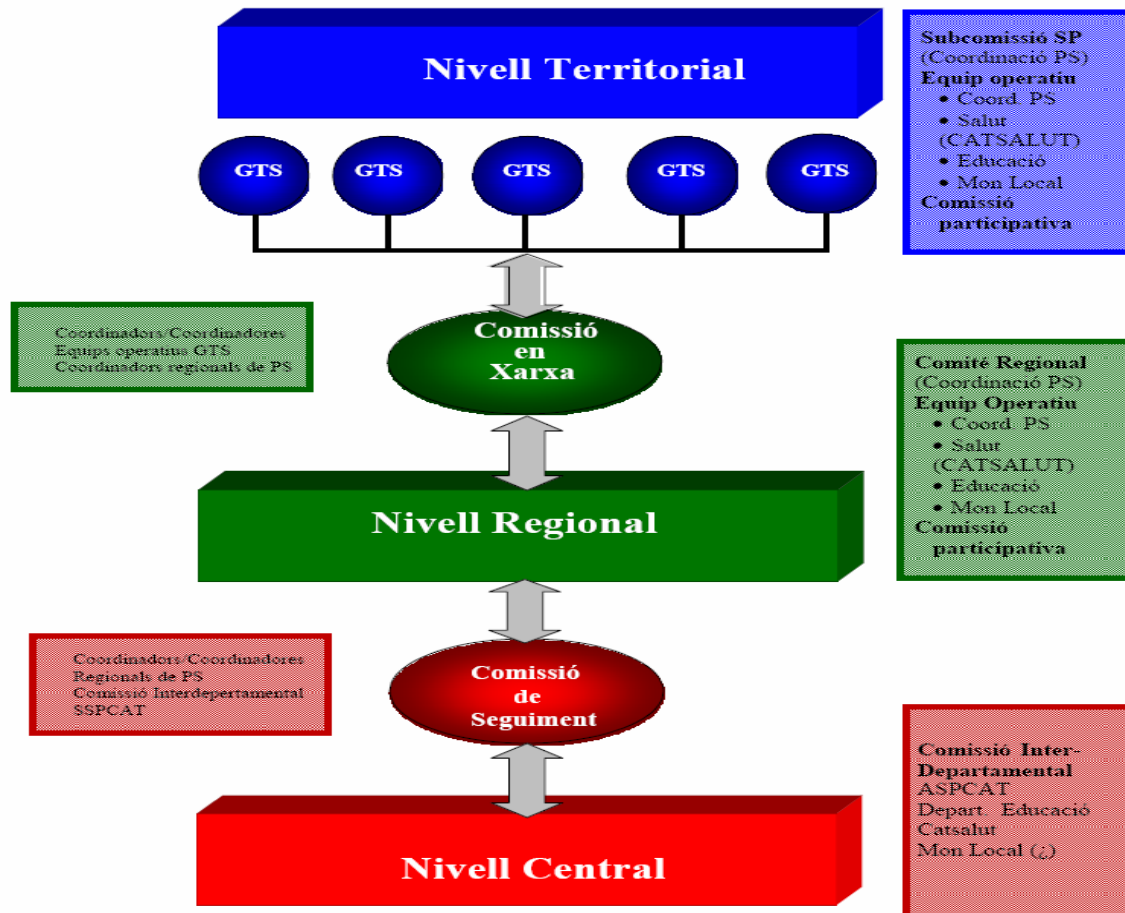 Nivell Territorial
Subcomissió SP
(Coordinació PS)
Equip operatiu
• Coord. PS
• Salut
(CATSALUT)
• Educació
• Mon Local
Comissió
participativa
GTS
GTS
GTS
GTS
GTS
Coordinadors/Coordinadores
Equips operatius GTS
Coordinadors regionals de PS
Comissió
en
Xarxa
Comité Regional
(Coordinació PS)
Equip Operatiu
• Coord. PS
• Salut
(CATSALUT)
• Educació
• Mon Local
Comissió
participativa
Nivell Regional
Coordinadors/Coordinadores
Regionals de PS
Comissió Interdepertamental
SSPCAT
Comissió
de
Seguiment
Comissió Inter-
Departamental
ASPCAT
Depart. Educació
Catsalut
Mon Local (¿)
Nivell Central